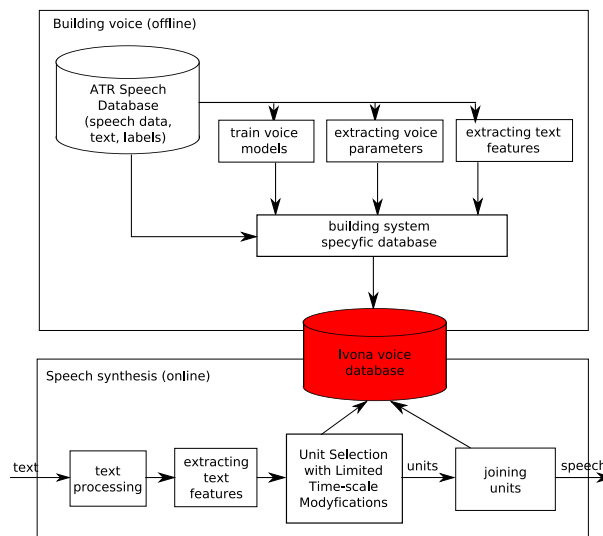 Building voice (offline)
ATR Speech
Database
(speech data,
text, labels)
train voice
models
extracting voice
parameters
extracting text
features
building system
specyfic database
Ivona voice
database
Speech synthesis (online)
text
text
processing
extracting
text
features
Unit Selection
with Limited
Time-scale
Modyfications
units
joining
units
speech